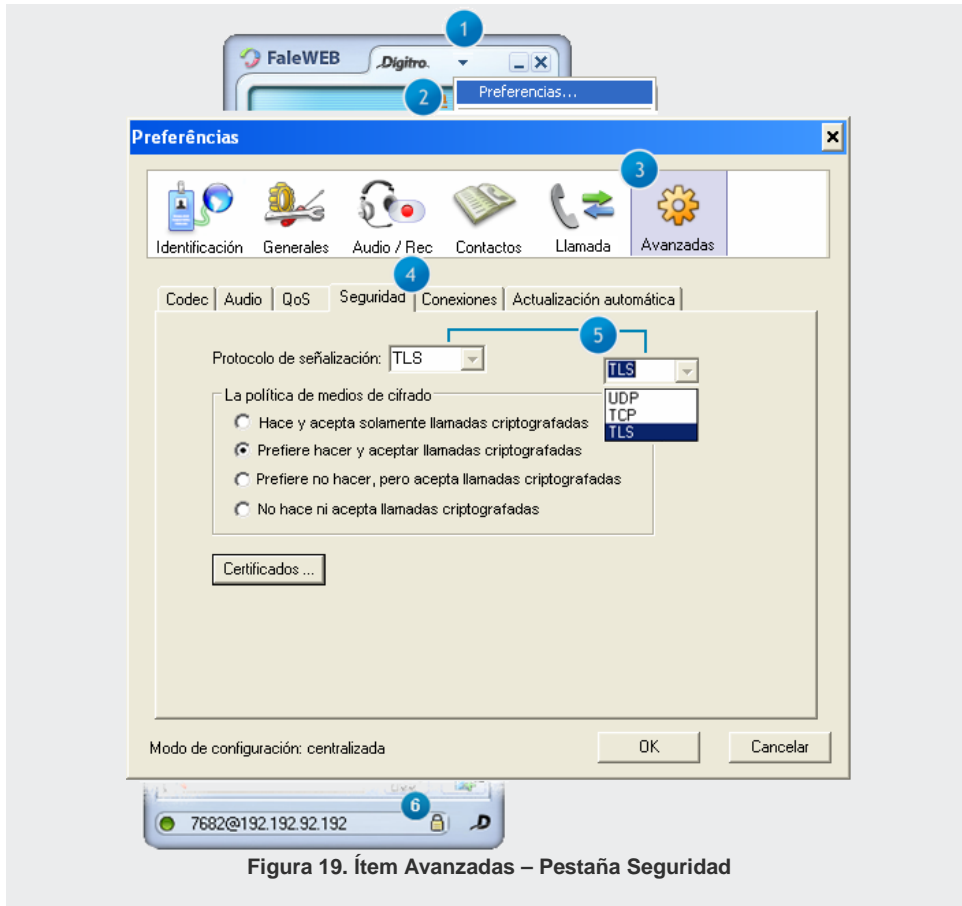 1
FaleWEB Digitro.
2 Preferencias...
Preferências
3
Identificación Generales Audio / Rec Contactos Llamada Avanzadas
4
Codec Audio QoS Seguridad Conexiones Actualización automática
5
Protocolo de señalización: TLS
TLS
UDP
TCP
TLS
La política de medios de cifrado
Hace y acepta solamente llamadas criptografadas
Prefiere hacer y aceptar llamadas criptografadas
Prefiere no hacer, pero acepta llamadas criptografadas
No hace ni acepta llamadas criptografadas
Certificados ...
Modo de configuración: centralizada OK Cancelar
6
7682@192.192.92.192
Figura 19. Ítem Avanzadas – Pestaña Seguridad